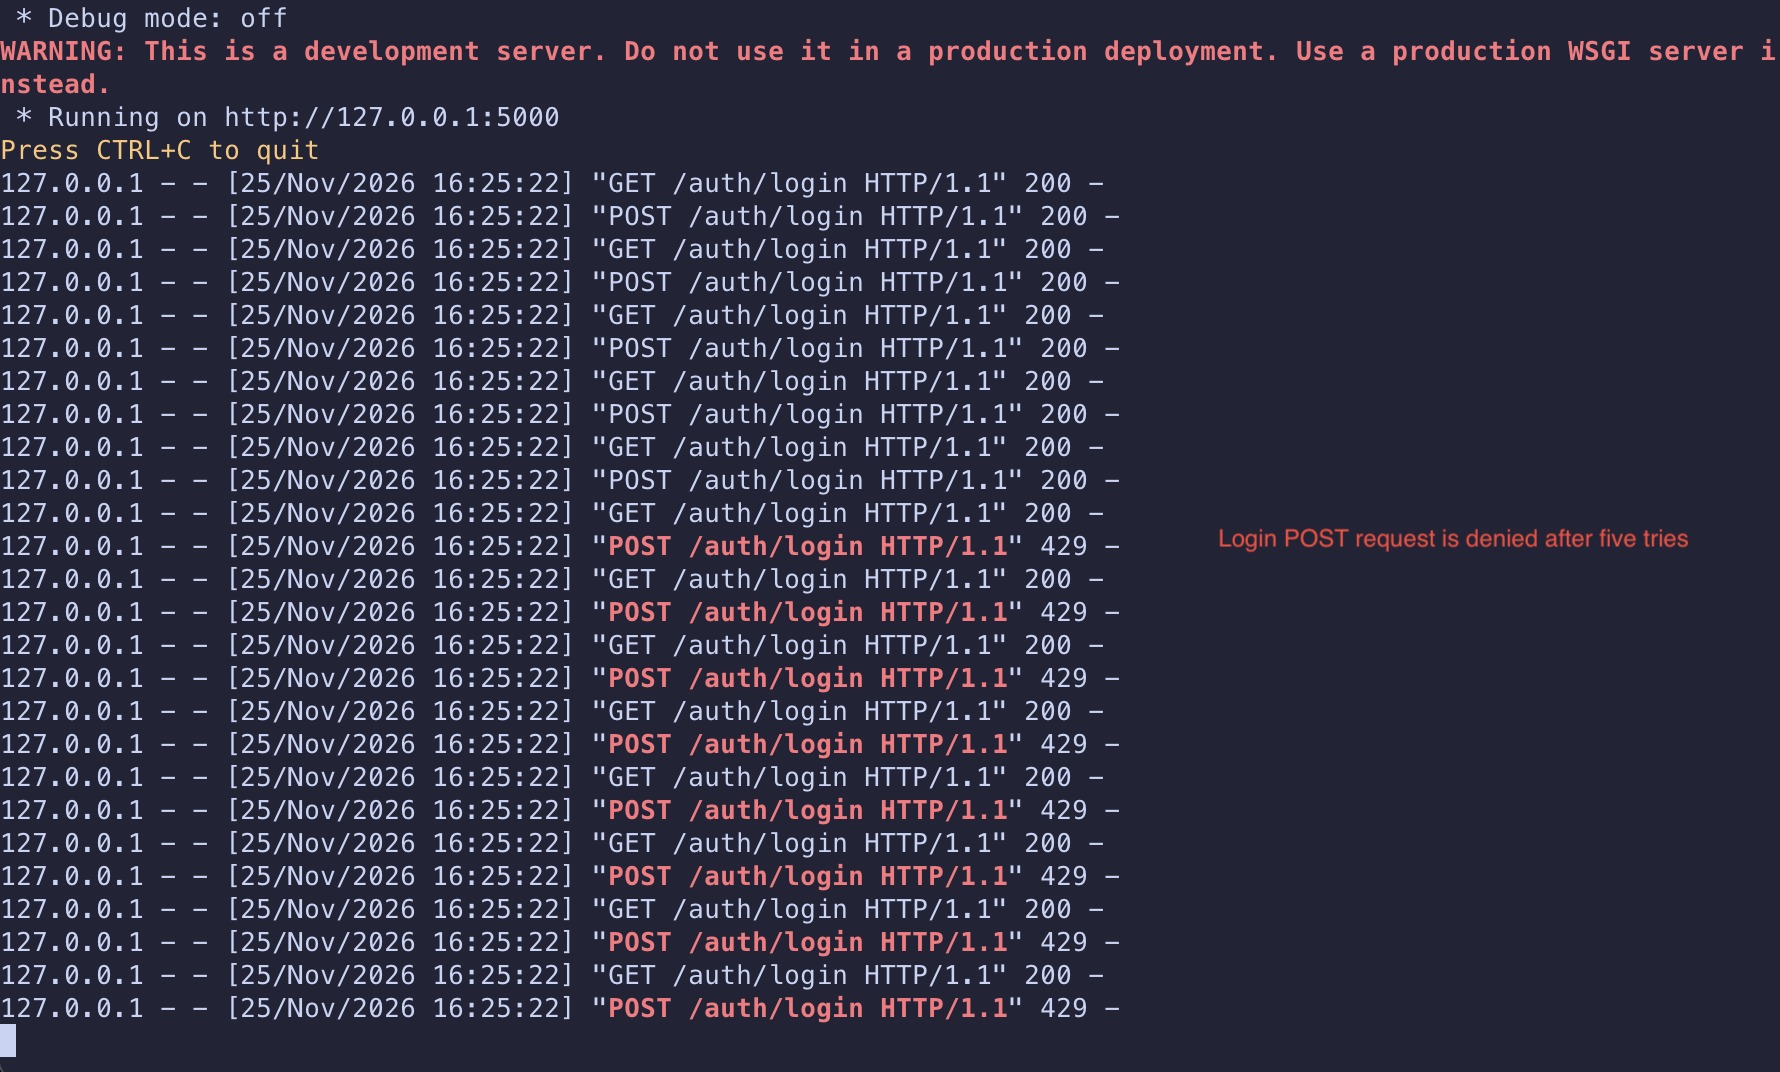 * Debug mode: off
WARNING: This is a development server. Do not use it in a production deployment. Use a production WSGI server i
nstead.
* Running on http://127.0.0.1:5000
Press CTRL+C to quit
127.0.0.1 - - [25/Nov/2026 16:25:22] "GET /auth/login HTTP/1.1" 200 -
127.0.0.1 - - [25/Nov/2026 16:25:22] "POST /auth/login HTTP/1.1" 200 -
127.0.0.1 - - [25/Nov/2026 16:25:22] "GET /auth/login HTTP/1.1" 200 -
127.0.0.1 - - [25/Nov/2026 16:25:22] "POST /auth/login HTTP/1.1" 200 -
127.0.0.1 - - [25/Nov/2026 16:25:22] "GET /auth/login HTTP/1.1" 200 -
127.0.0.1 - - [25/Nov/2026 16:25:22] "POST /auth/login HTTP/1.1" 200 -
127.0.0.1 - - [25/Nov/2026 16:25:22] "GET /auth/login HTTP/1.1" 200 -
127.0.0.1 - - [25/Nov/2026 16:25:22] "POST /auth/login HTTP/1.1" 200 -
127.0.0.1 - - [25/Nov/2026 16:25:22] "GET /auth/login HTTP/1.1" 200 -
127.0.0.1 - - [25/Nov/2026 16:25:22] "POST /auth/login HTTP/1.1" 200 -
127.0.0.1 - - [25/Nov/2026 16:25:22] "GET /auth/login HTTP/1.1" 200 -
127.0.0.1 - - [25/Nov/2026 16:25:22] "POST /auth/login HTTP/1.1" 429 -
Login POST request is denied after five tries
127.0.0.1 - - [25/Nov/2026 16:25:22] "GET /auth/login HTTP/1.1" 200 -
127.0.0.1 - - [25/Nov/2026 16:25:22] "POST /auth/login HTTP/1.1" 429 -
127.0.0.1 - - [25/Nov/2026 16:25:22] "GET /auth/login HTTP/1.1" 200 -
127.0.0.1 - - [25/Nov/2026 16:25:22] "POST /auth/login HTTP/1.1" 429 -
127.0.0.1 - - [25/Nov/2026 16:25:22] "GET /auth/login HTTP/1.1" 200 -
127.0.0.1 - - [25/Nov/2026 16:25:22] "POST /auth/login HTTP/1.1" 429 -
127.0.0.1 - - [25/Nov/2026 16:25:22] "GET /auth/login HTTP/1.1" 200 -
127.0.0.1 - - [25/Nov/2026 16:25:22] "POST /auth/login HTTP/1.1" 429 -
127.0.0.1 - - [25/Nov/2026 16:25:22] "GET /auth/login HTTP/1.1" 200 -
127.0.0.1 - - [25/Nov/2026 16:25:22] "POST /auth/login HTTP/1.1" 429 -
127.0.0.1 - - [25/Nov/2026 16:25:22] "GET /auth/login HTTP/1.1" 200 -
127.0.0.1 - - [25/Nov/2026 16:25:22] "POST /auth/login HTTP/1.1" 429 -
127.0.0.1 - - [25/Nov/2026 16:25:22] "GET /auth/login HTTP/1.1" 200 -
127.0.0.1 - - [25/Nov/2026 16:25:22] "POST /auth/login HTTP/1.1" 429 -